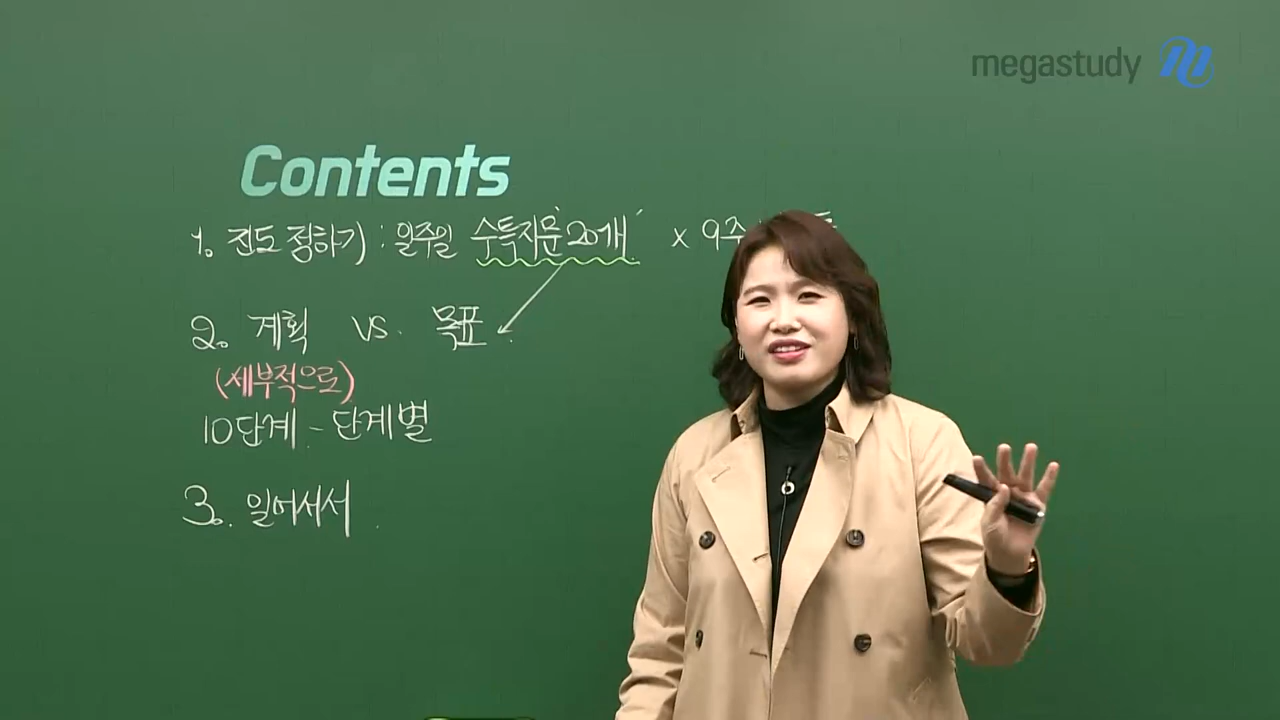 megastudy
Contents
1. 진도 정하기 : 일주일 수특지문 20개 × 9주
2. 계획 vs. 목표
(세부적으로)
10단계 - 단계별
3. 일어서서